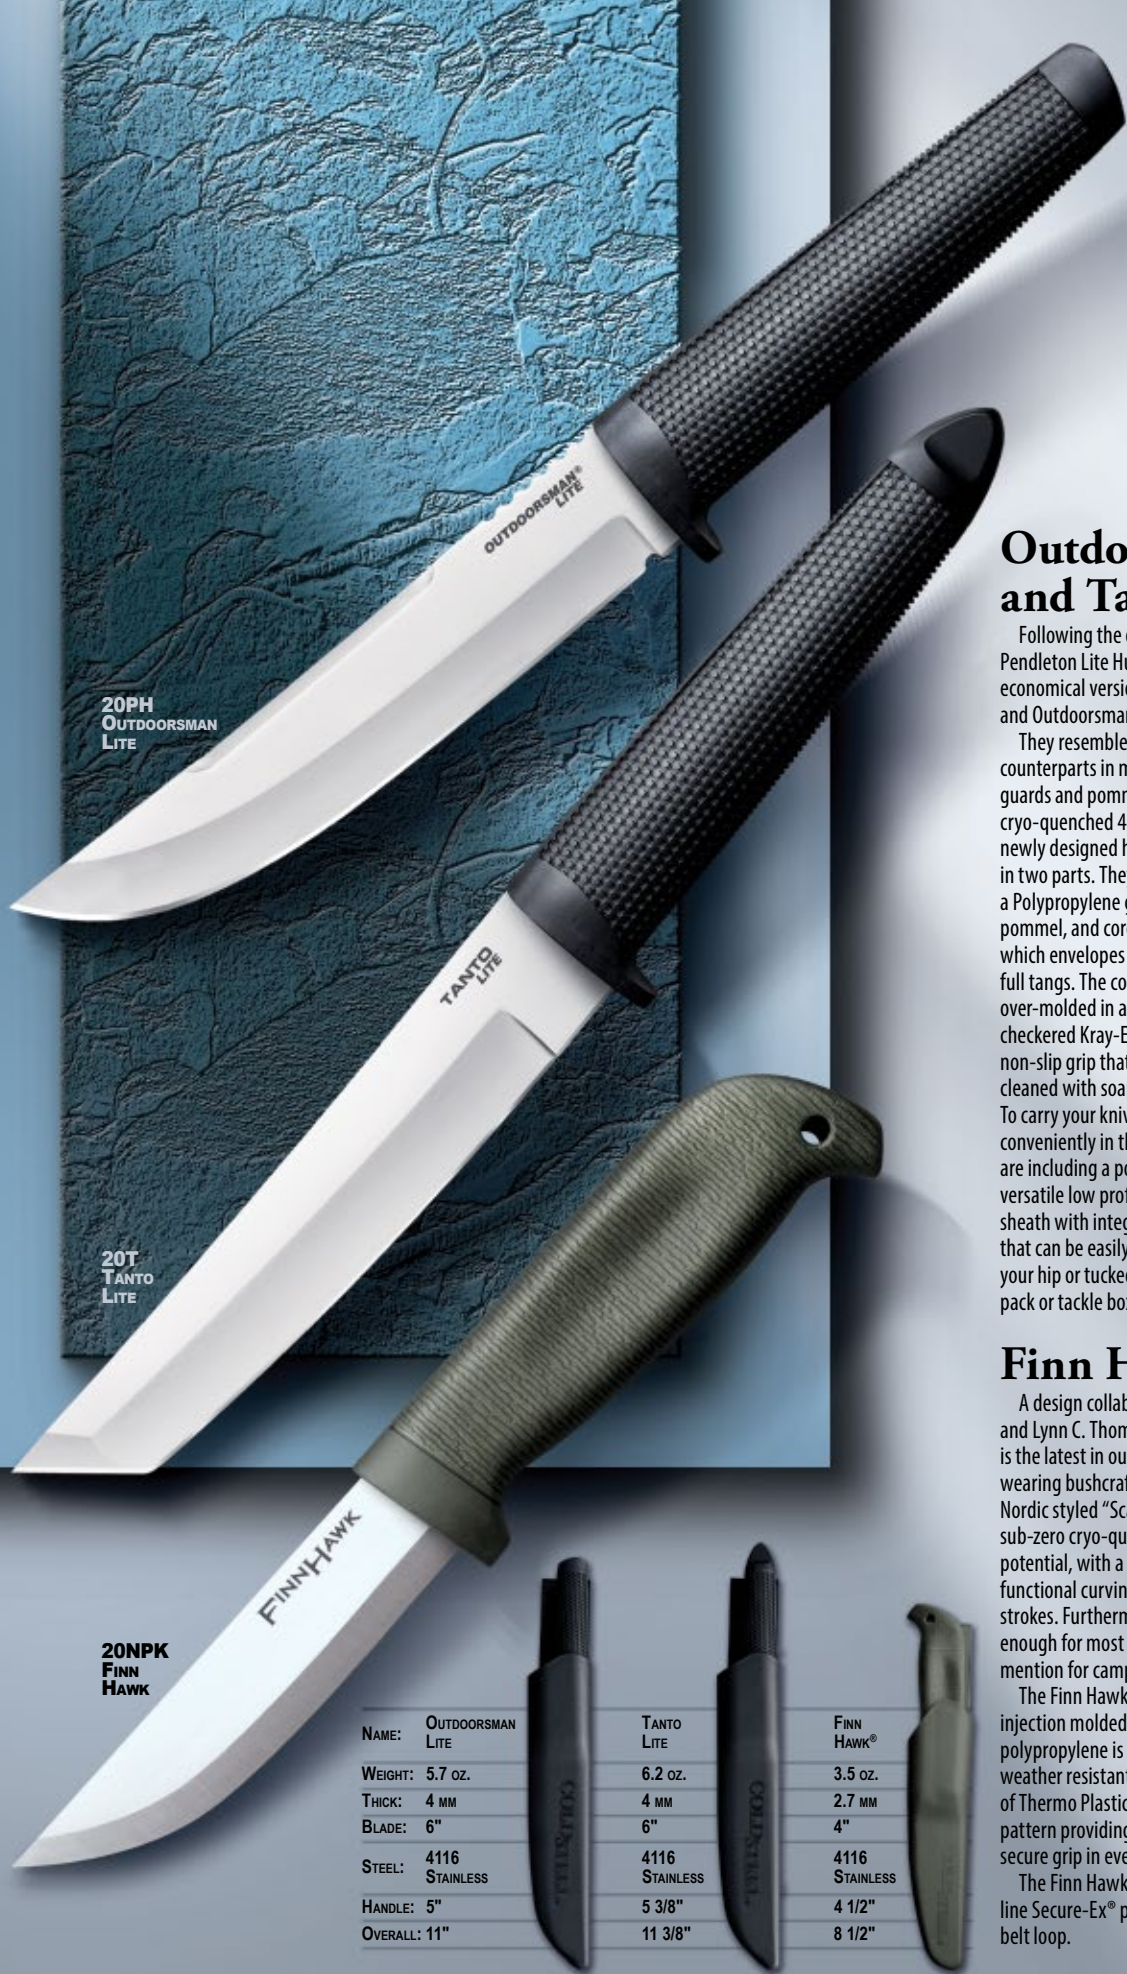 OUTDOORSMAN®
LITE
20PH
OUTDOORSMAN
LITE
TANTO
LITE
20T
TANTO
LITE
FINNHAWK
20NPK
FINN
HAWK
NAME: OUTDOORSMAN LITE TANTO LITE FINN HAWK®
WEIGHT: 5.7 OZ. 6.2 OZ. 3.5 OZ.
THICK: 4 MM 4 MM 2.7 MM
BLADE: 6" 6" 4"
STEEL: 4116 STAINLESS 4116 STAINLESS 4116 STAINLESS
HANDLE: 5" 5 3/8" 4 1/2"
OVERALL: 11" 11 3/8" 8 1/2"
COLD STEEL
COLD STEEL
Outdo
and Ta
Following the
Pendleton Lite Hu
economical versi
and Outdoorsma
They resemble
counterparts in m
guards and pomm
cryo-quenched 4
newly designed h
in two parts. They
a Polypropylene
pommel, and cor
which envelopes
full tangs. The co
over-molded in a
checkered Kray-E
non-slip grip that
cleaned with soa
To carry your kniv
conveniently in th
are including a po
versatile low prof
sheath with integ
that can be easily
your hip or tucked
pack or tackle bo
Finn H
A design collab
and Lynn C. Thom
is the latest in ou
wearing bushcraf
Nordic styled “Sc
sub-zero cryo-qu
potential, with a
functional curvin
strokes. Furtherm
enough for most
mention for camp
The Finn Hawk
injection molded
polypropylene is
weather resistant
of Thermo Plastic
pattern providing
secure grip in eve
The Finn Hawk
line Secure-Ex® p
belt loop.